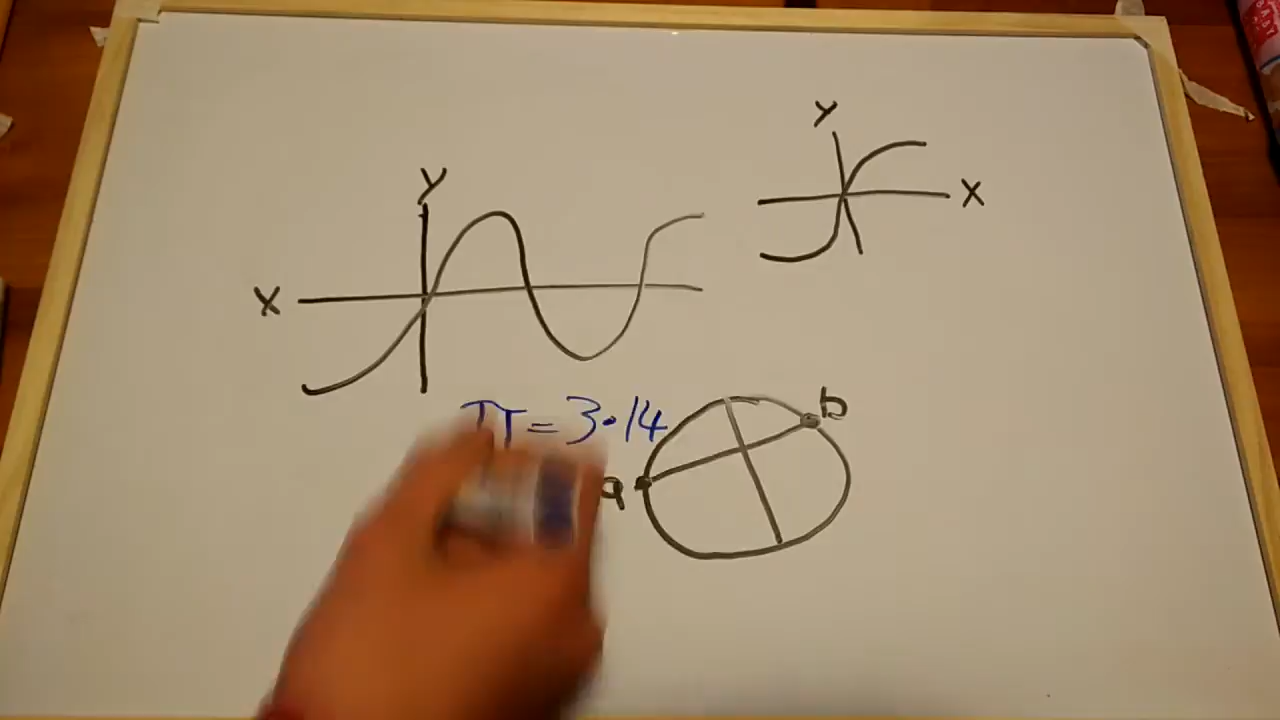 Y
X
Y
X
π = 3.14
a
b